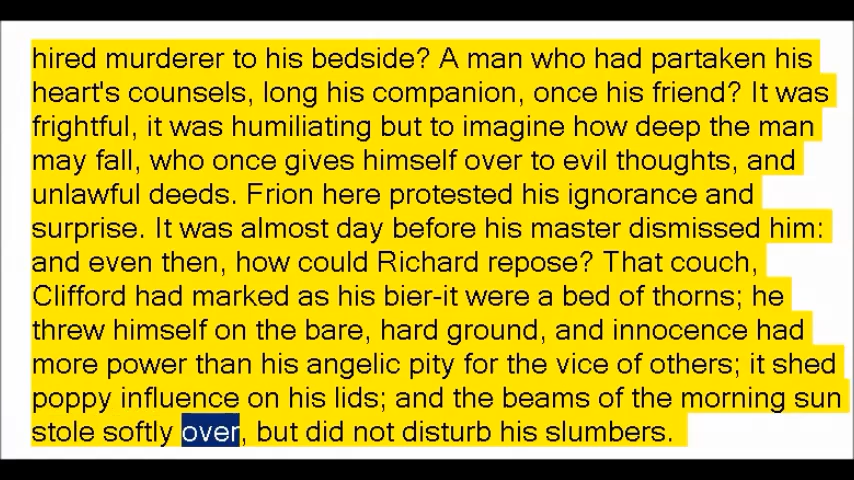 hired murderer to his bedside? A man who had partaken his
heart's counsels, long his companion, once his friend? It was
frightful, it was humiliating but to imagine how deep the man
may fall, who once gives himself over to evil thoughts, and
unlawful deeds. Frion here protested his ignorance and
surprise. It was almost day before his master dismissed him:
and even then, how could Richard repose? That couch,
Clifford had marked as his bier-it were a bed of thorns; he
threw himself on the bare, hard ground, and innocence had
more power than his angelic pity for the vice of others; it shed
poppy influence on his lids; and the beams of the morning sun
stole softly over, but did not disturb his slumbers.